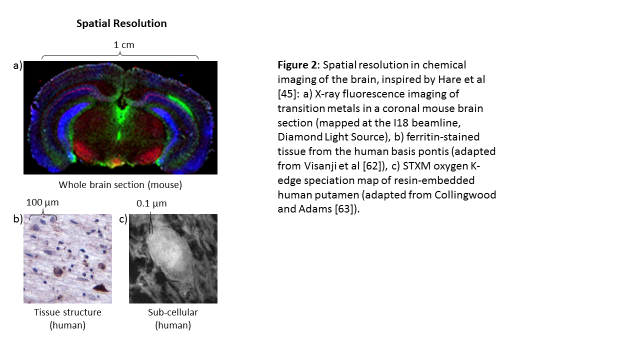 Spatial Resolution
1 cm
a)
Whole brain section (mouse)
100 µm
0.1 µm
b)
c)
Tissue structure
(human)
Sub-cellular
(human)
Figure 2: Spatial resolution in chemical
imaging of the brain, inspired by Hare et al
[45]: a) X-ray fluorescence imaging of
transition metals in a coronal mouse brain
section (mapped at the I18 beamline,
Diamond Light Source), b) ferritin-stained
tissue from the human basis pontis (adapted
from Visanji et al [62]), c) STXM oxygen K-
edge speciation map of resin-embedded
human putamen (adapted from Collingwood
and Adams [63]).